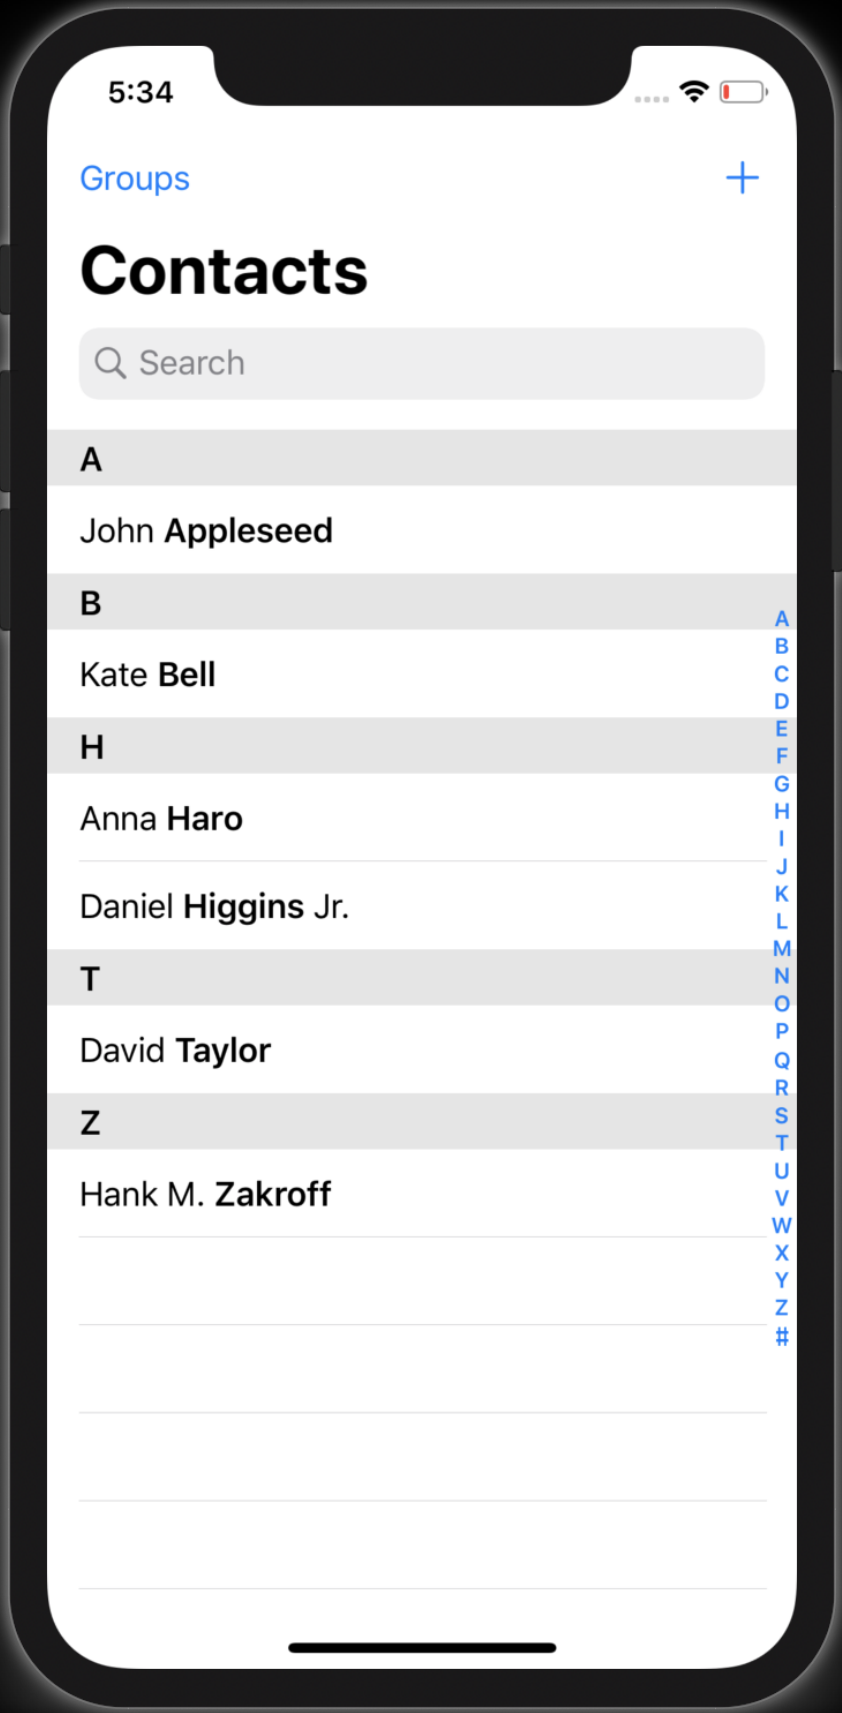 5:34
Groups
Contacts
Search
A
John Appleseed
B
Kate Bell
H
Anna Haro
Daniel Higgins Jr.
T
David Taylor
Z
Hank M. Zakroff
A
B
C
D
E
F
G
H
I
J
K
L
M
N
O
P
Q
R
S
T
U
V
W
X
Y
Z
#